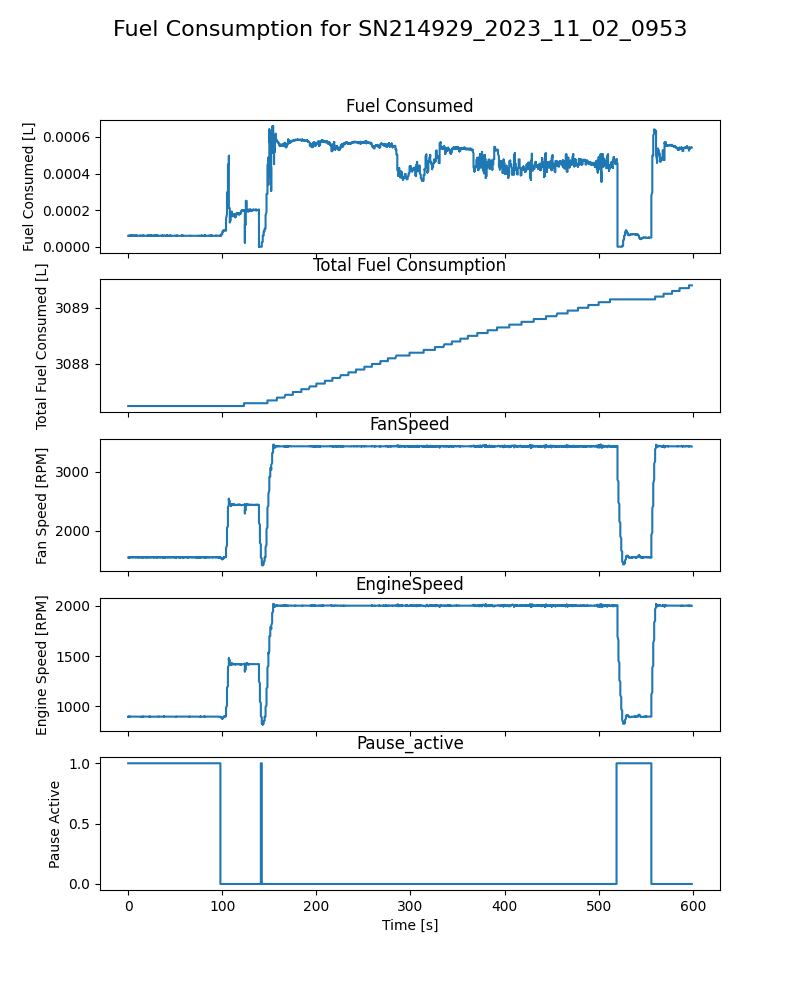 Fuel Consumption for SN214929_2023_11_02_0953
Fuel Consumed
Fuel Consumed [L]
0.0006
0.0004
0.0002
0.0000
Total Fuel Consumption
Total Fuel Consumed [L]
3089
3088
FanSpeed
Fan Speed [RPM]
3000
2000
EngineSpeed
Engine Speed [RPM]
2000
1500
1000
Pause_active
Pause Active
1.0
0.5
0.0
0 100 200 300 400 500 600
Time [s]